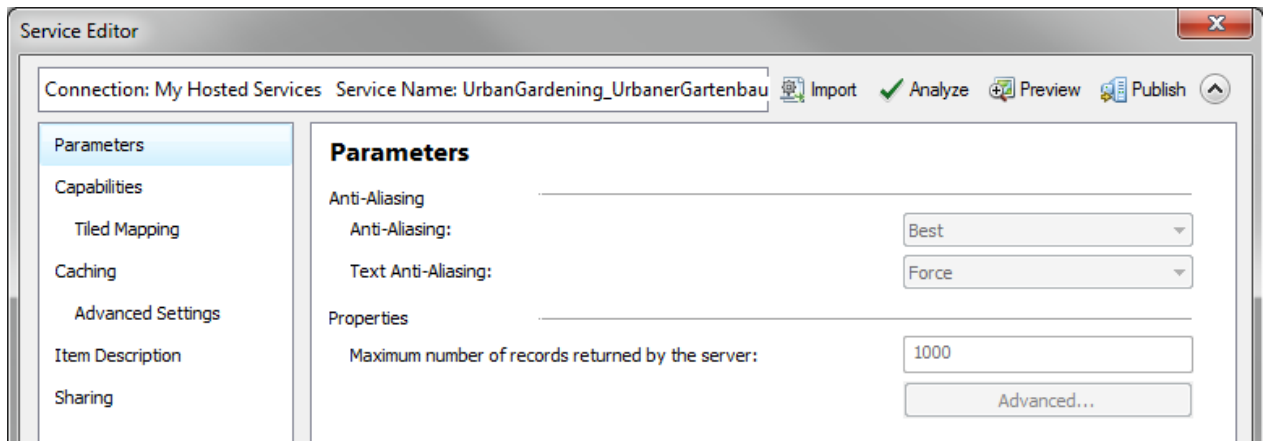 Service Editor
Connection: My Hosted Services Service Name: UrbanGardening_UrbanerGartenbau Import Analyze Preview Publish
Parameters
Capabilities
Tiled Mapping
Caching
Advanced Settings
Item Description
Sharing
Parameters
Anti-Aliasing
Anti-Aliasing: Best
Text Anti-Aliasing: Force
Properties
Maximum number of records returned by the server: 1000
Advanced...